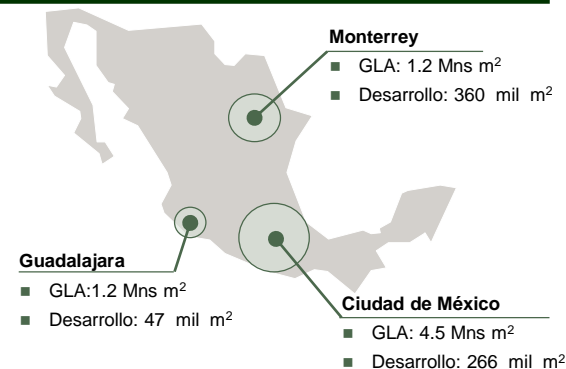 Monterrey
■ GLA: 1.2 Mns m²
■ Desarrollo: 360 mil m²
Guadalajara
■ GLA:1.2 Mns m²
■ Desarrollo: 47 mil m²
Ciudad de México
■ GLA: 4.5 Mns m²
■ Desarrollo: 266 mil m²